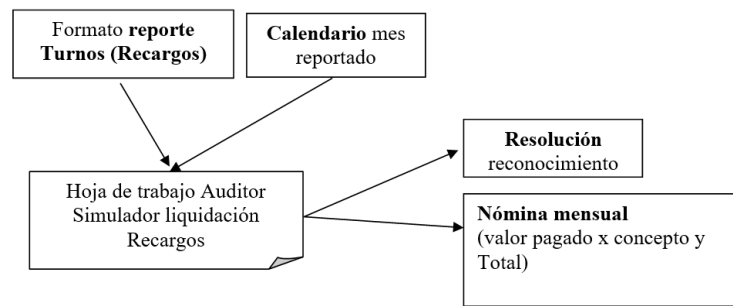 Formato reporte
Turnos (Recargos)
Calendario mes
reportado
Hoja de trabajo Auditor
Simulador liquidación
Recargos
Resolución
reconocimiento
Nómina mensual
(valor pagado x concepto y
Total)